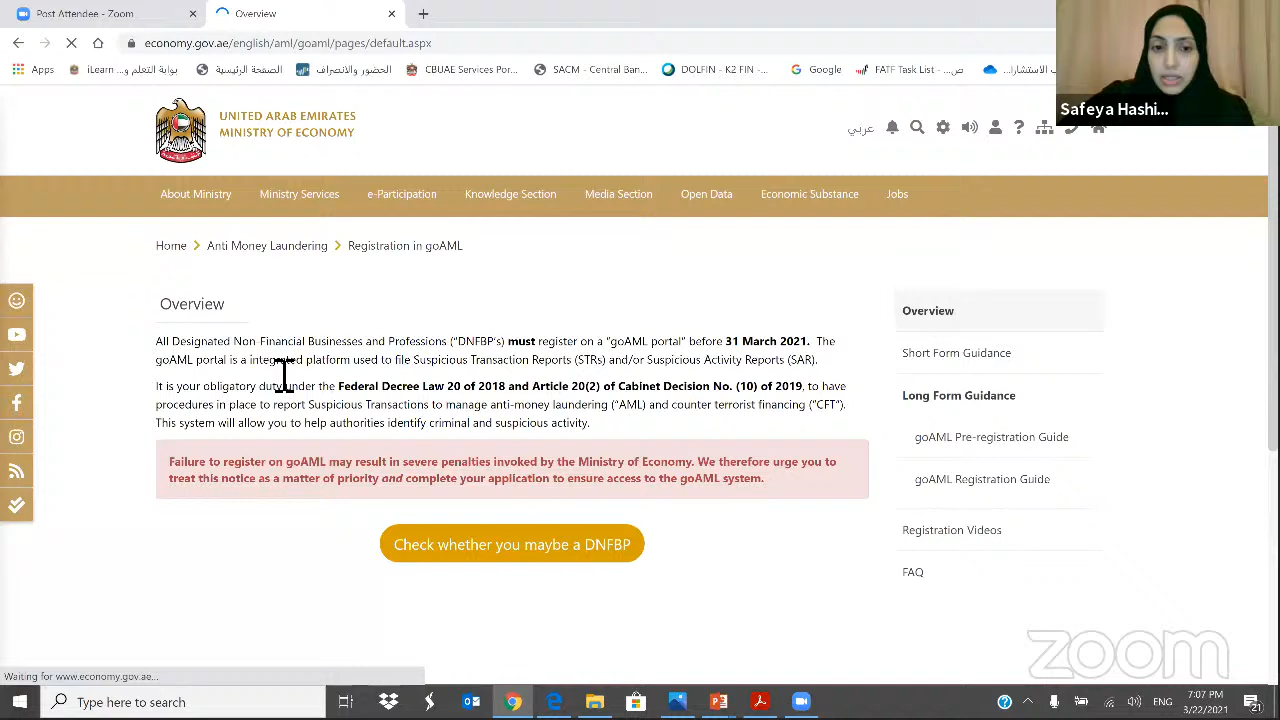 Post Attendee - Zoom
Overview
economy.gov.ae/english/aml/goaml/pages/default.aspx
Apps
iLearn ... بوابة التعلم و
الصفحة الرئيسية
الحضور والانصراف
CBUAE Services Por...
SACM - Central Ban...
DOLFIN - K2 FIN -...
Google
FATF Task List - ...
Safeya Hashi...
UNITED ARAB EMIRATES
MINISTRY OF ECONOMY
عربي
About Ministry
Ministry Services
e-Participation
Knowledge Section
Media Section
Open Data
Economic Substance
Jobs
Home > Anti Money Laundering > Registration in goAML
Overview
All Designated Non-Financial Businesses and Professions ("DNFBP's) must register on a "goAML portal" before 31 March 2021. The
goAML portal is a integrated platform used to file Suspicious Transaction Reports (STRs) and/or Suspicious Activity Reports (SAR).
It is your obligatory duty under the Federal Decree Law 20 of 2018 and Article 20(2) of Cabinet Decision No. (10) of 2019, to have
procedures in place to report Suspicious Transactions to manage anti-money laundering ("AML) and counter terrorist financing ("CFT").
This system will allow you to help authorities identify criminal and suspicious activity.
Failure to register on goAML may result in severe penalties invoked by the Ministry of Economy. We therefore urge you to
treat this notice as a matter of priority and complete your application to ensure access to the goAML system.
Check whether you maybe a DNFBP
Overview
Short Form Guidance
Long Form Guidance
goAML Pre-registration Guide
goAML Registration Guide
Registration Videos
FAQ
zoom
Waiting for www.economy.gov.ae...
Type here to search
ENG
7:07 PM
3/22/2021
21